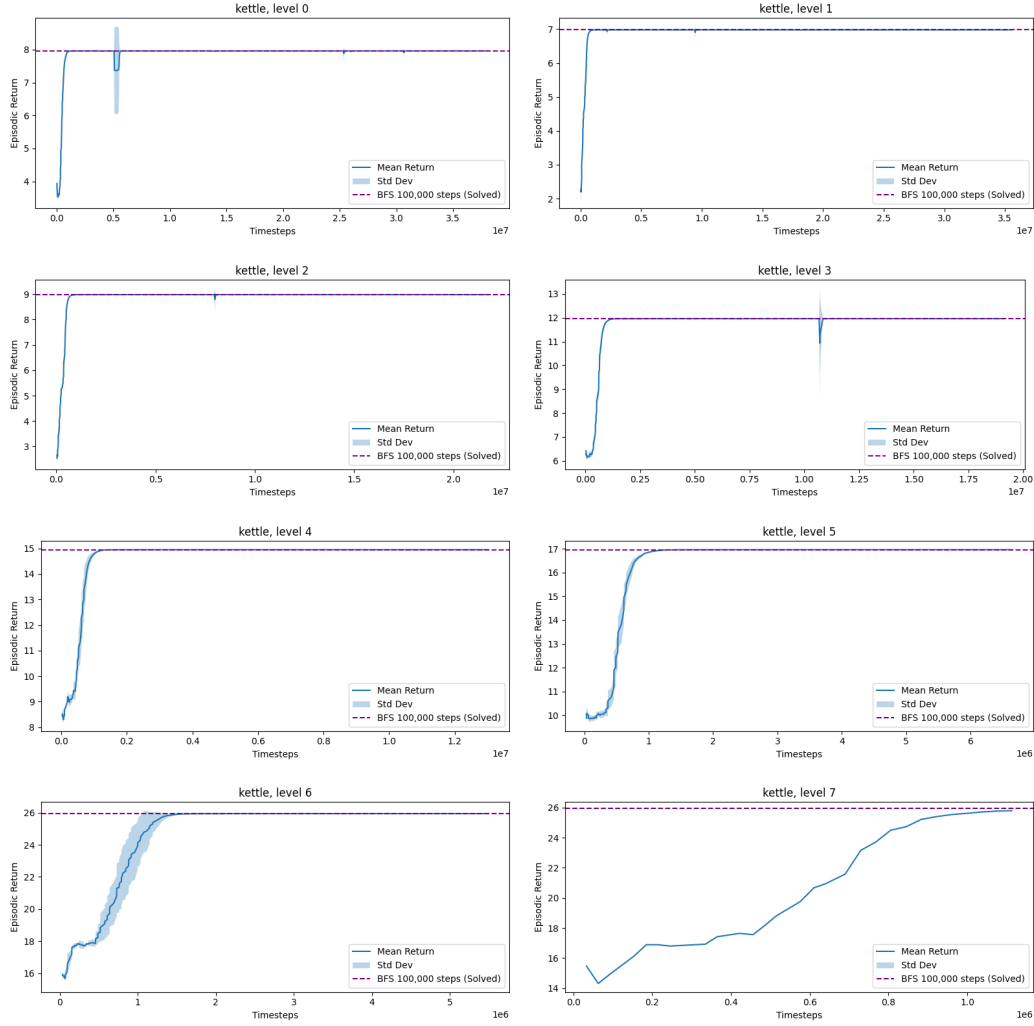 kettle, level 0
Episodic Return
8
7
6
5
4
Mean Return
Std Dev
BFS 100,000 steps (Solved)
0.0 0.5 1.0 1.5 2.0 2.5 3.0 3.5
Timesteps
1e7
kettle, level 1
Episodic Return
7
6
5
4
3
2
Mean Return
Std Dev
BFS 100,000 steps (Solved)
0.0 0.5 1.0 1.5 2.0 2.5 3.0 3.5
Timesteps
1e7
kettle, level 2
Episodic Return
9
8
7
6
5
4
3
Mean Return
Std Dev
BFS 100,000 steps (Solved)
0.0 0.5 1.0 1.5 2.0
Timesteps
1e7
kettle, level 3
Episodic Return
13
12
11
10
9
8
7
6
Mean Return
Std Dev
BFS 100,000 steps (Solved)
0.00 0.25 0.50 0.75 1.00 1.25 1.50 1.75 2.00
Timesteps
1e7
kettle, level 4
Episodic Return
15
14
13
12
11
10
9
8
Mean Return
Std Dev
BFS 100,000 steps (Solved)
0.0 0.2 0.4 0.6 0.8 1.0 1.2
Timesteps
1e7
kettle, level 5
Episodic Return
17
16
15
14
13
12
11
10
Mean Return
Std Dev
BFS 100,000 steps (Solved)
0 1 2 3 4 5 6
Timesteps
1e6
kettle, level 6
Episodic Return
26
24
22
20
18
16
Mean Return
Std Dev
BFS 100,000 steps (Solved)
0 1 2 3 4 5
Timesteps
1e6
kettle, level 7
Episodic Return
26
24
22
20
18
16
14
Mean Return
Std Dev
BFS 100,000 steps (Solved)
0.0 0.2 0.4 0.6 0.8 1.0
Timesteps
1e6